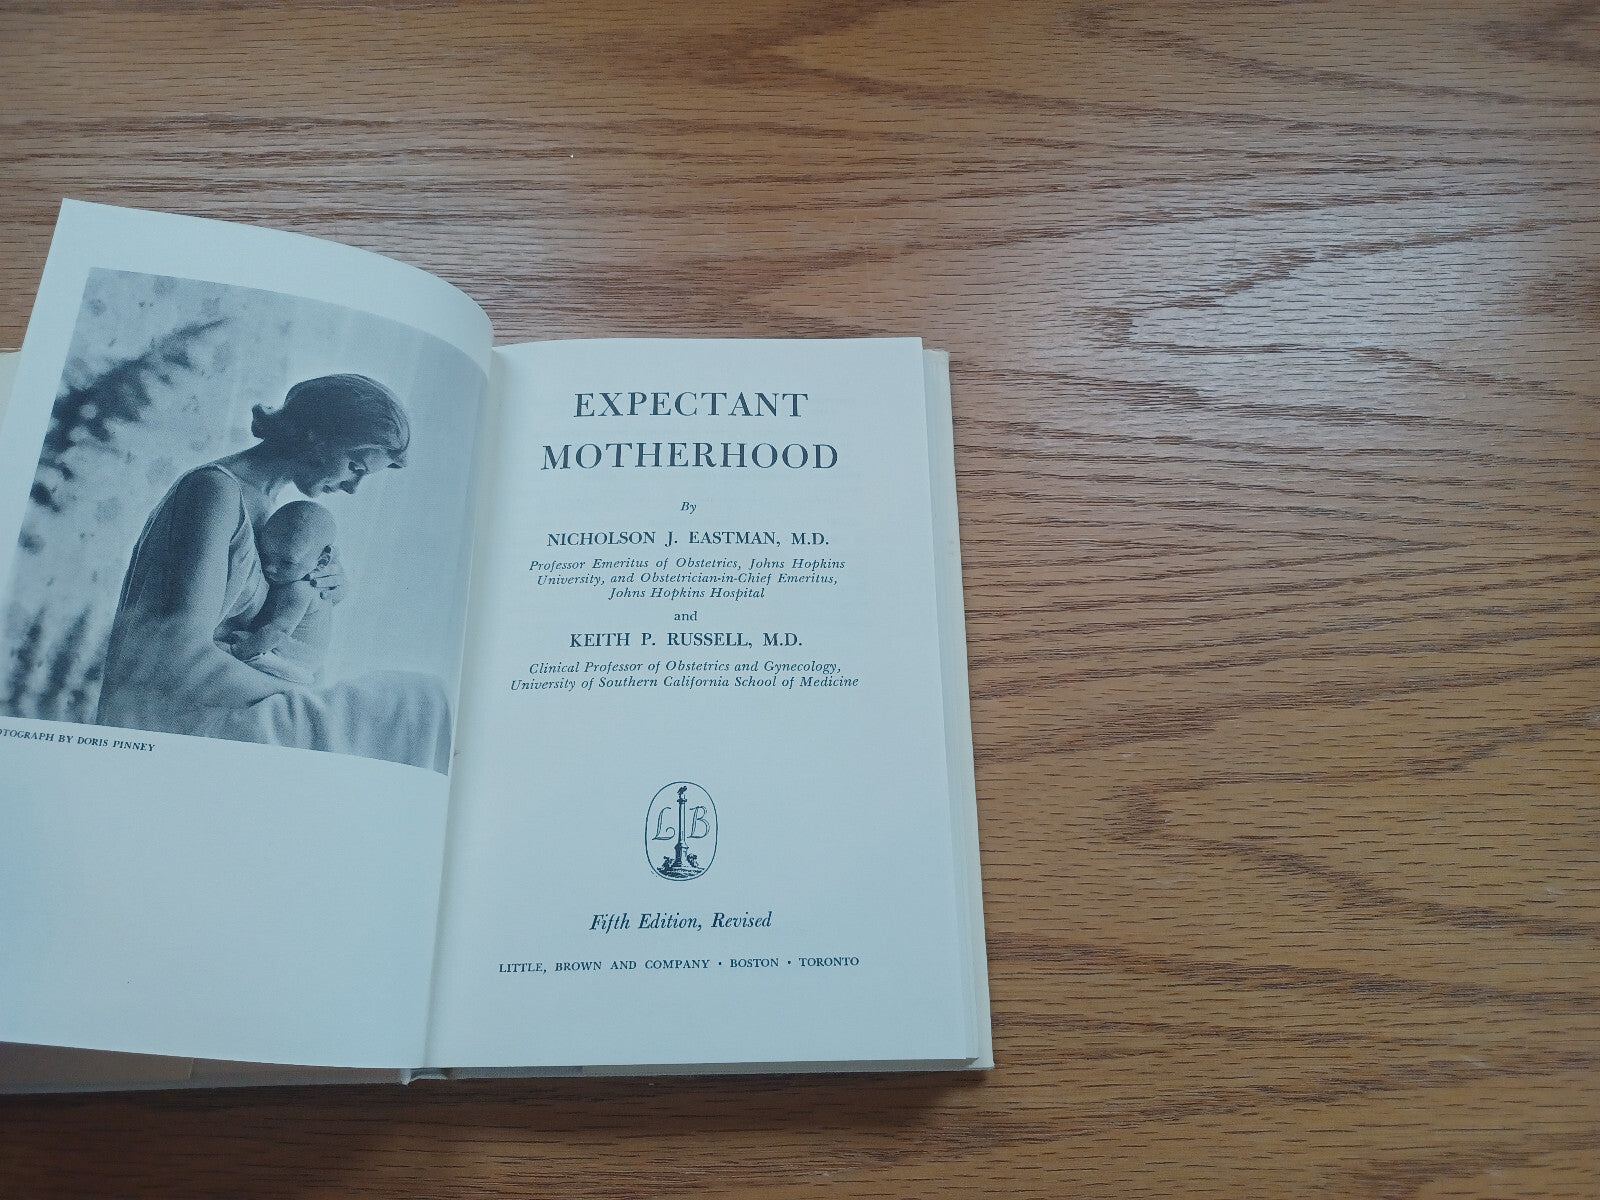 BY DORIS PINNEY
EXPECTANT
MOTHERHOOD
By
NICHOLSON J. EASTMAN, M.D.
Professor Emeritus of Obstetrics, Johns Hopkins
University, and Obstetrician-in-Chief Emeritus,
Johns Hopkins Hospital
and
KEITH P. RUSSELL, M.D.
Clinical Professor of Obstetrics and Gynecology,
University of Southern California School of Medicine
L B
Fifth Edition, Revised
LITTLE, BROWN AND COMPANY • BOSTON • TORONTO